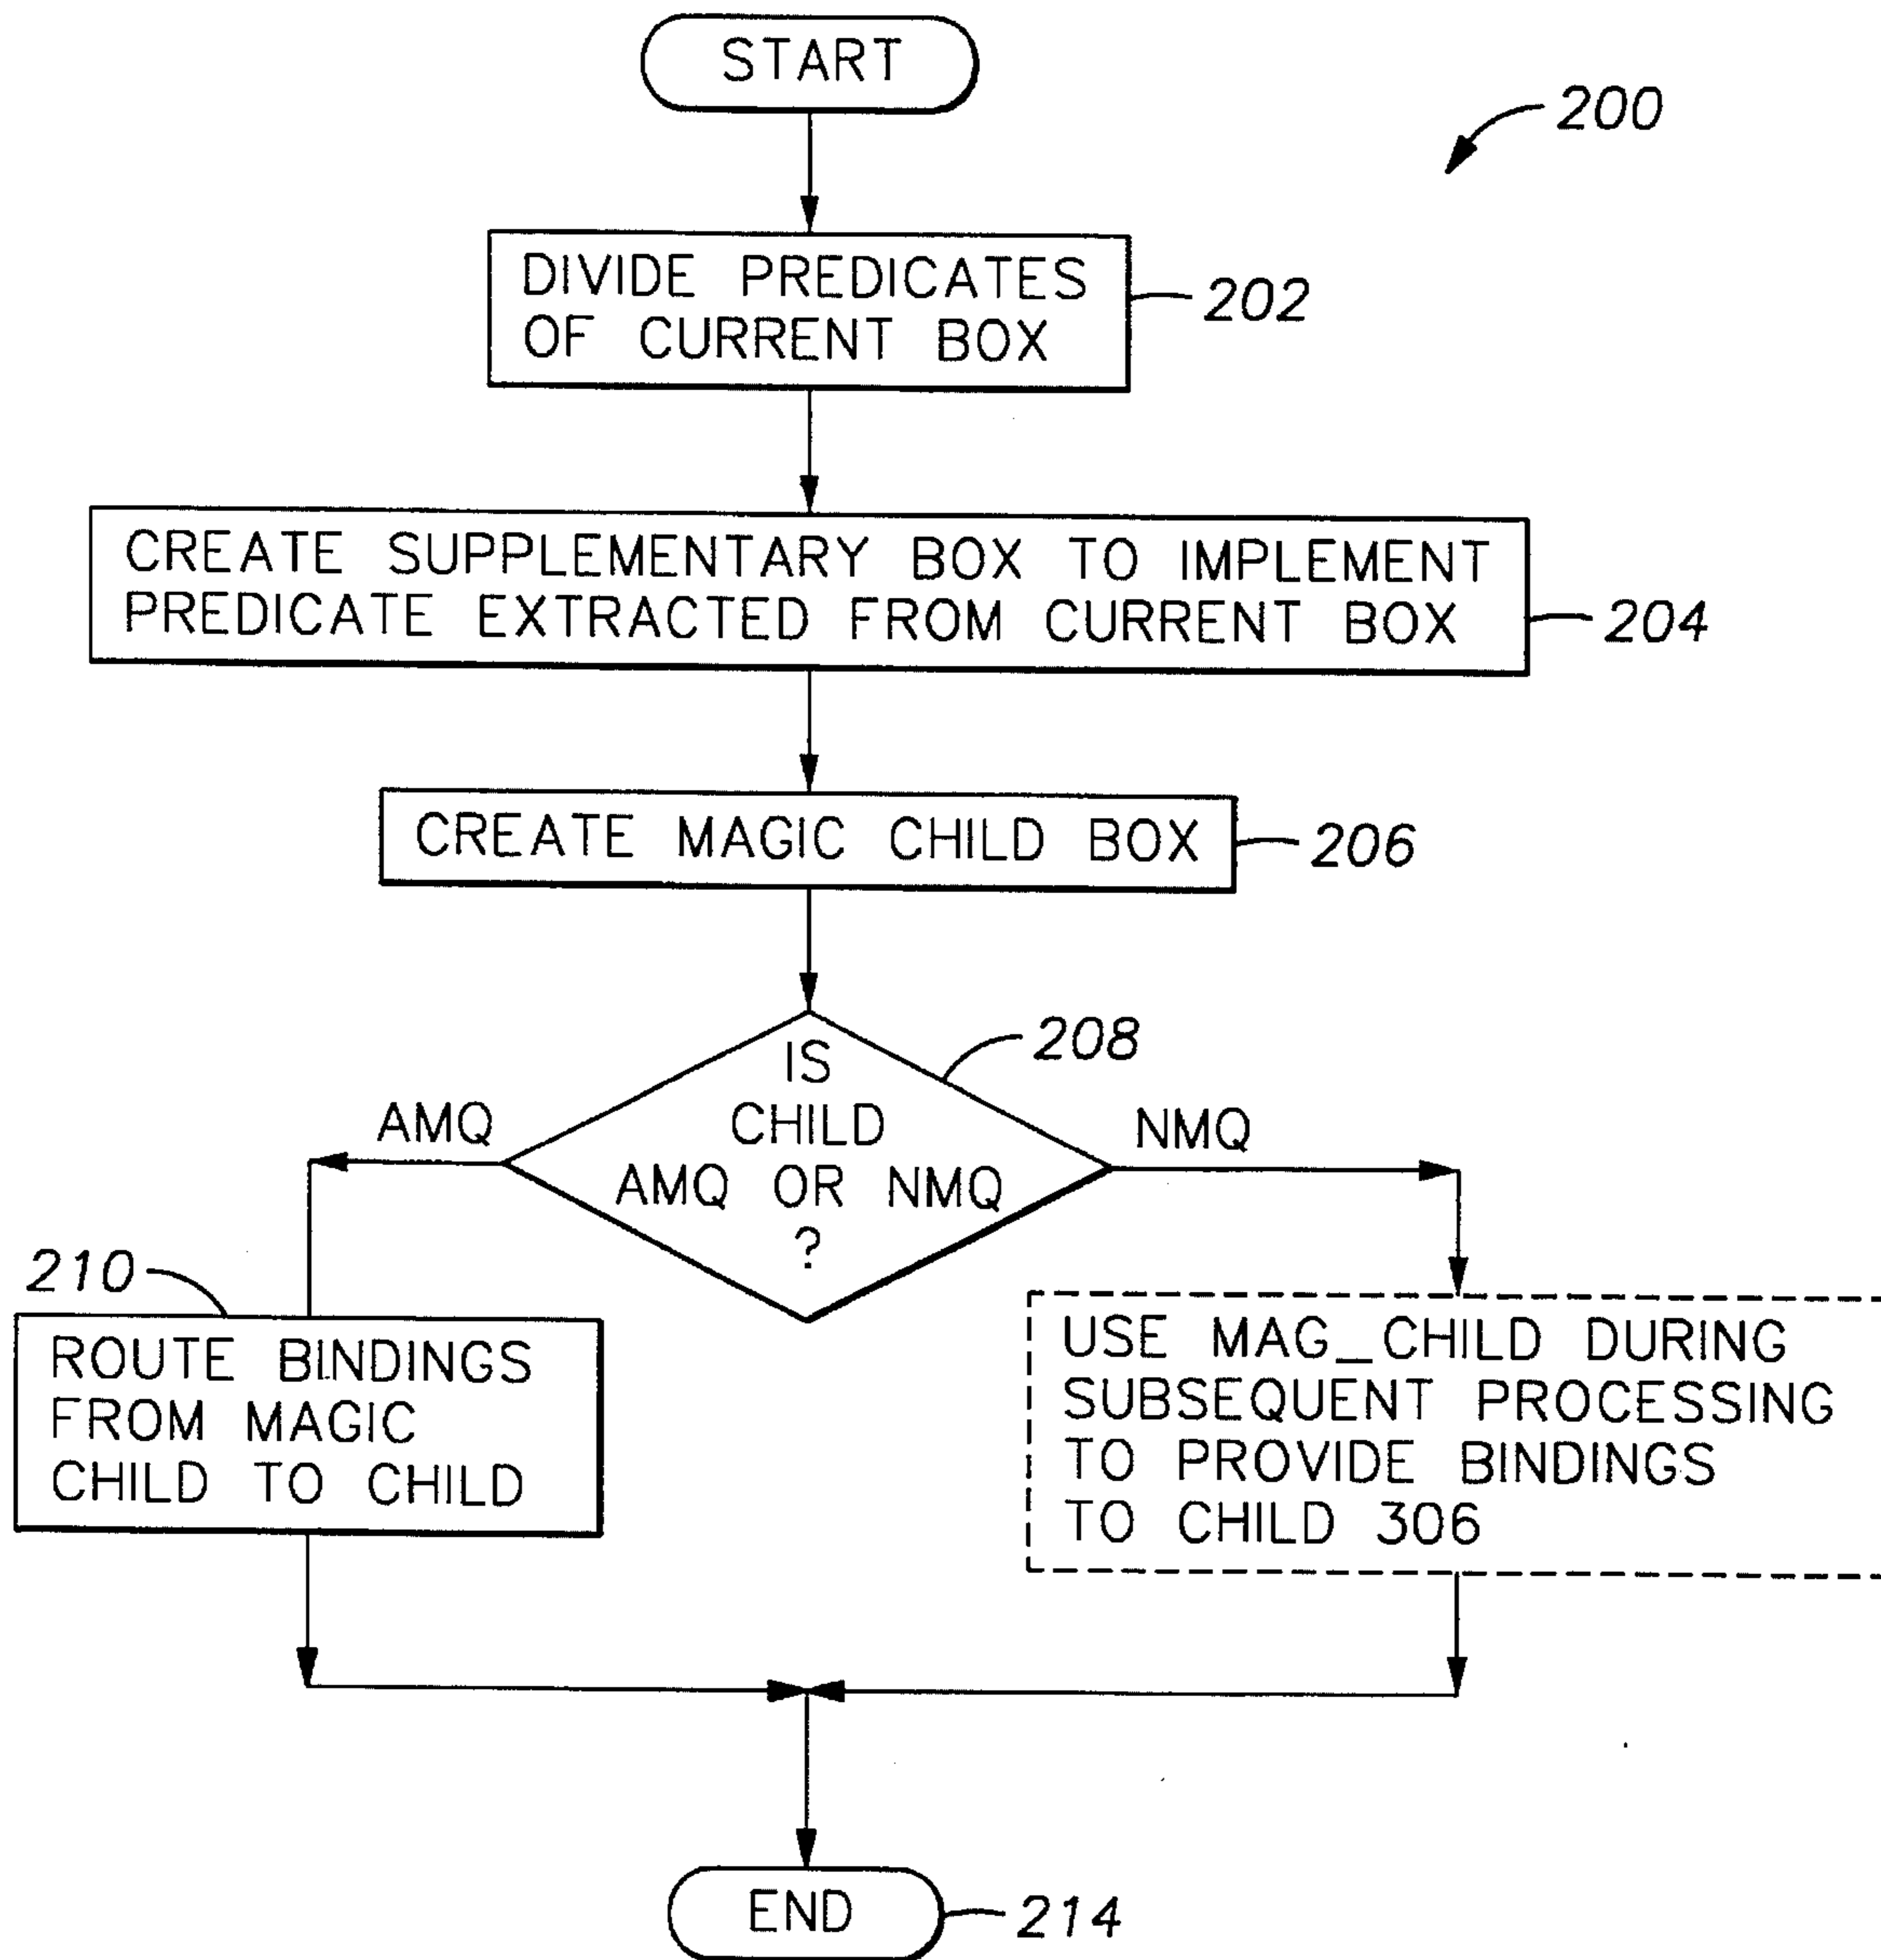 START
200
DIVIDE PREDICATES
OF CURRENT BOX
202
CREATE SUPPLEMENTARY BOX TO IMPLEMENT
PREDICATE EXTRACTED FROM CURRENT BOX
204
CREATE MAGIC CHILD BOX
206
208
IS
CHILD
AMQ OR NMQ
?
AMQ
NMQ
210
ROUTE BINDINGS
FROM MAGIC
CHILD TO CHILD
USE MAG_CHILD DURING
SUBSEQUENT PROCESSING
TO PROVIDE BINDINGS
TO CHILD 306
END
214